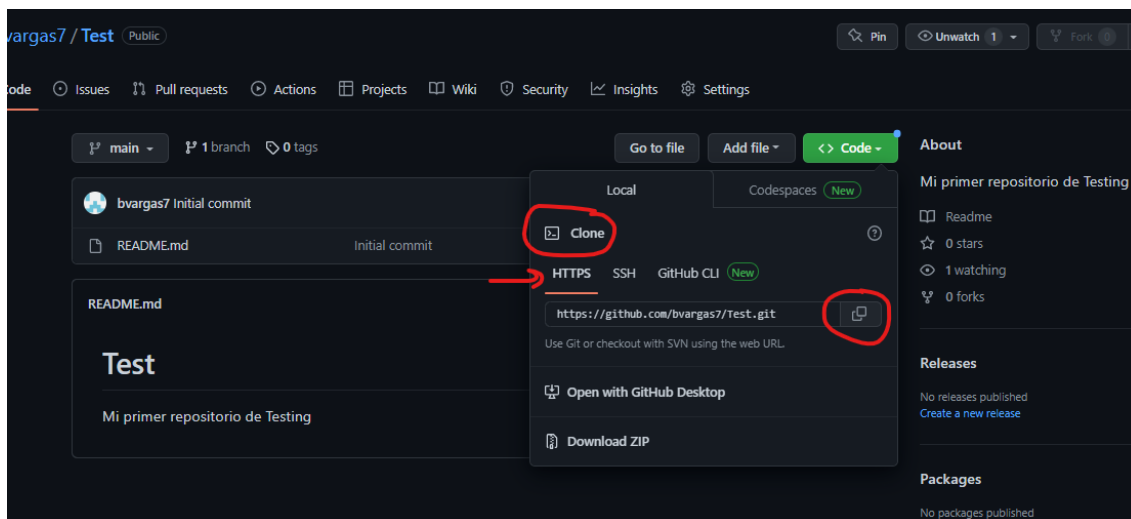 vargas7 / Test Public
Pin
Unwatch 1
Fork 0
Code
Issues
Pull requests
Actions
Projects
Wiki
Security
Insights
Settings
main
1 branch
0 tags
Go to file
Add file
<> Code
bvargas7 Initial commit
README.md
Initial commit
README.md
Test
Mi primer repositorio de Testing
Local
Codespaces New
Clone
HTTPS
SSH
GitHub CLI New
https://github.com/bvargas7/Test.git
Use Git or checkout with SVN using the web URL.
Open with GitHub Desktop
Download ZIP
About
Mi primer repositorio de Testing
Readme
0 stars
1 watching
0 forks
Releases
No releases published
Create a new release
Packages
No packages published